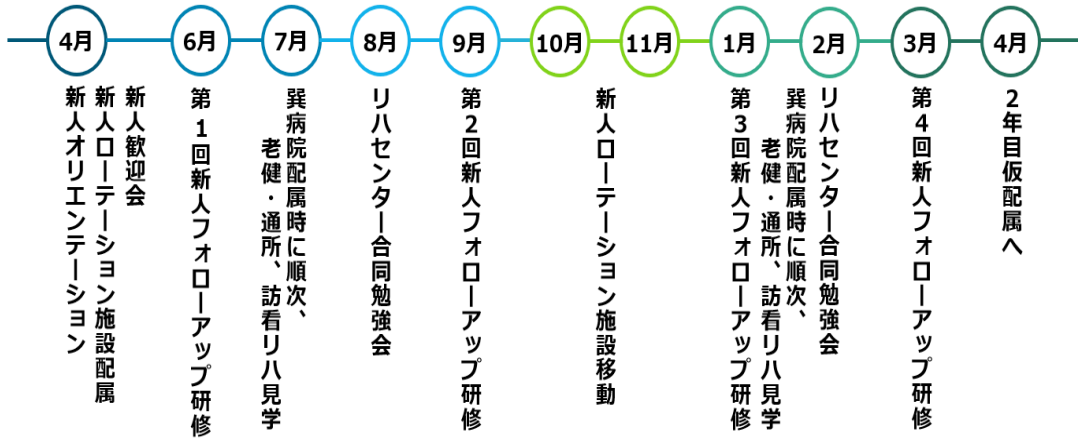 4月
新人歓迎会
新人ローテーション施設配属
新人オリエンテーション
6月
第1回新人フォローアップ研修
7月
巽病院配属時に順次、
老健・通所、訪看リハ見学
8月
リハセンター合同勉強会
9月
第2回新人フォローアップ研修
10月
11月
新人ローテーション施設移動
1月
第3回新人フォローアップ研修
2月
リハセンター合同勉強会
巽病院配属時に順次、
老健・通所、訪看リハ見学
3月
第4回新人フォローアップ研修
4月
2年目仮配属へ